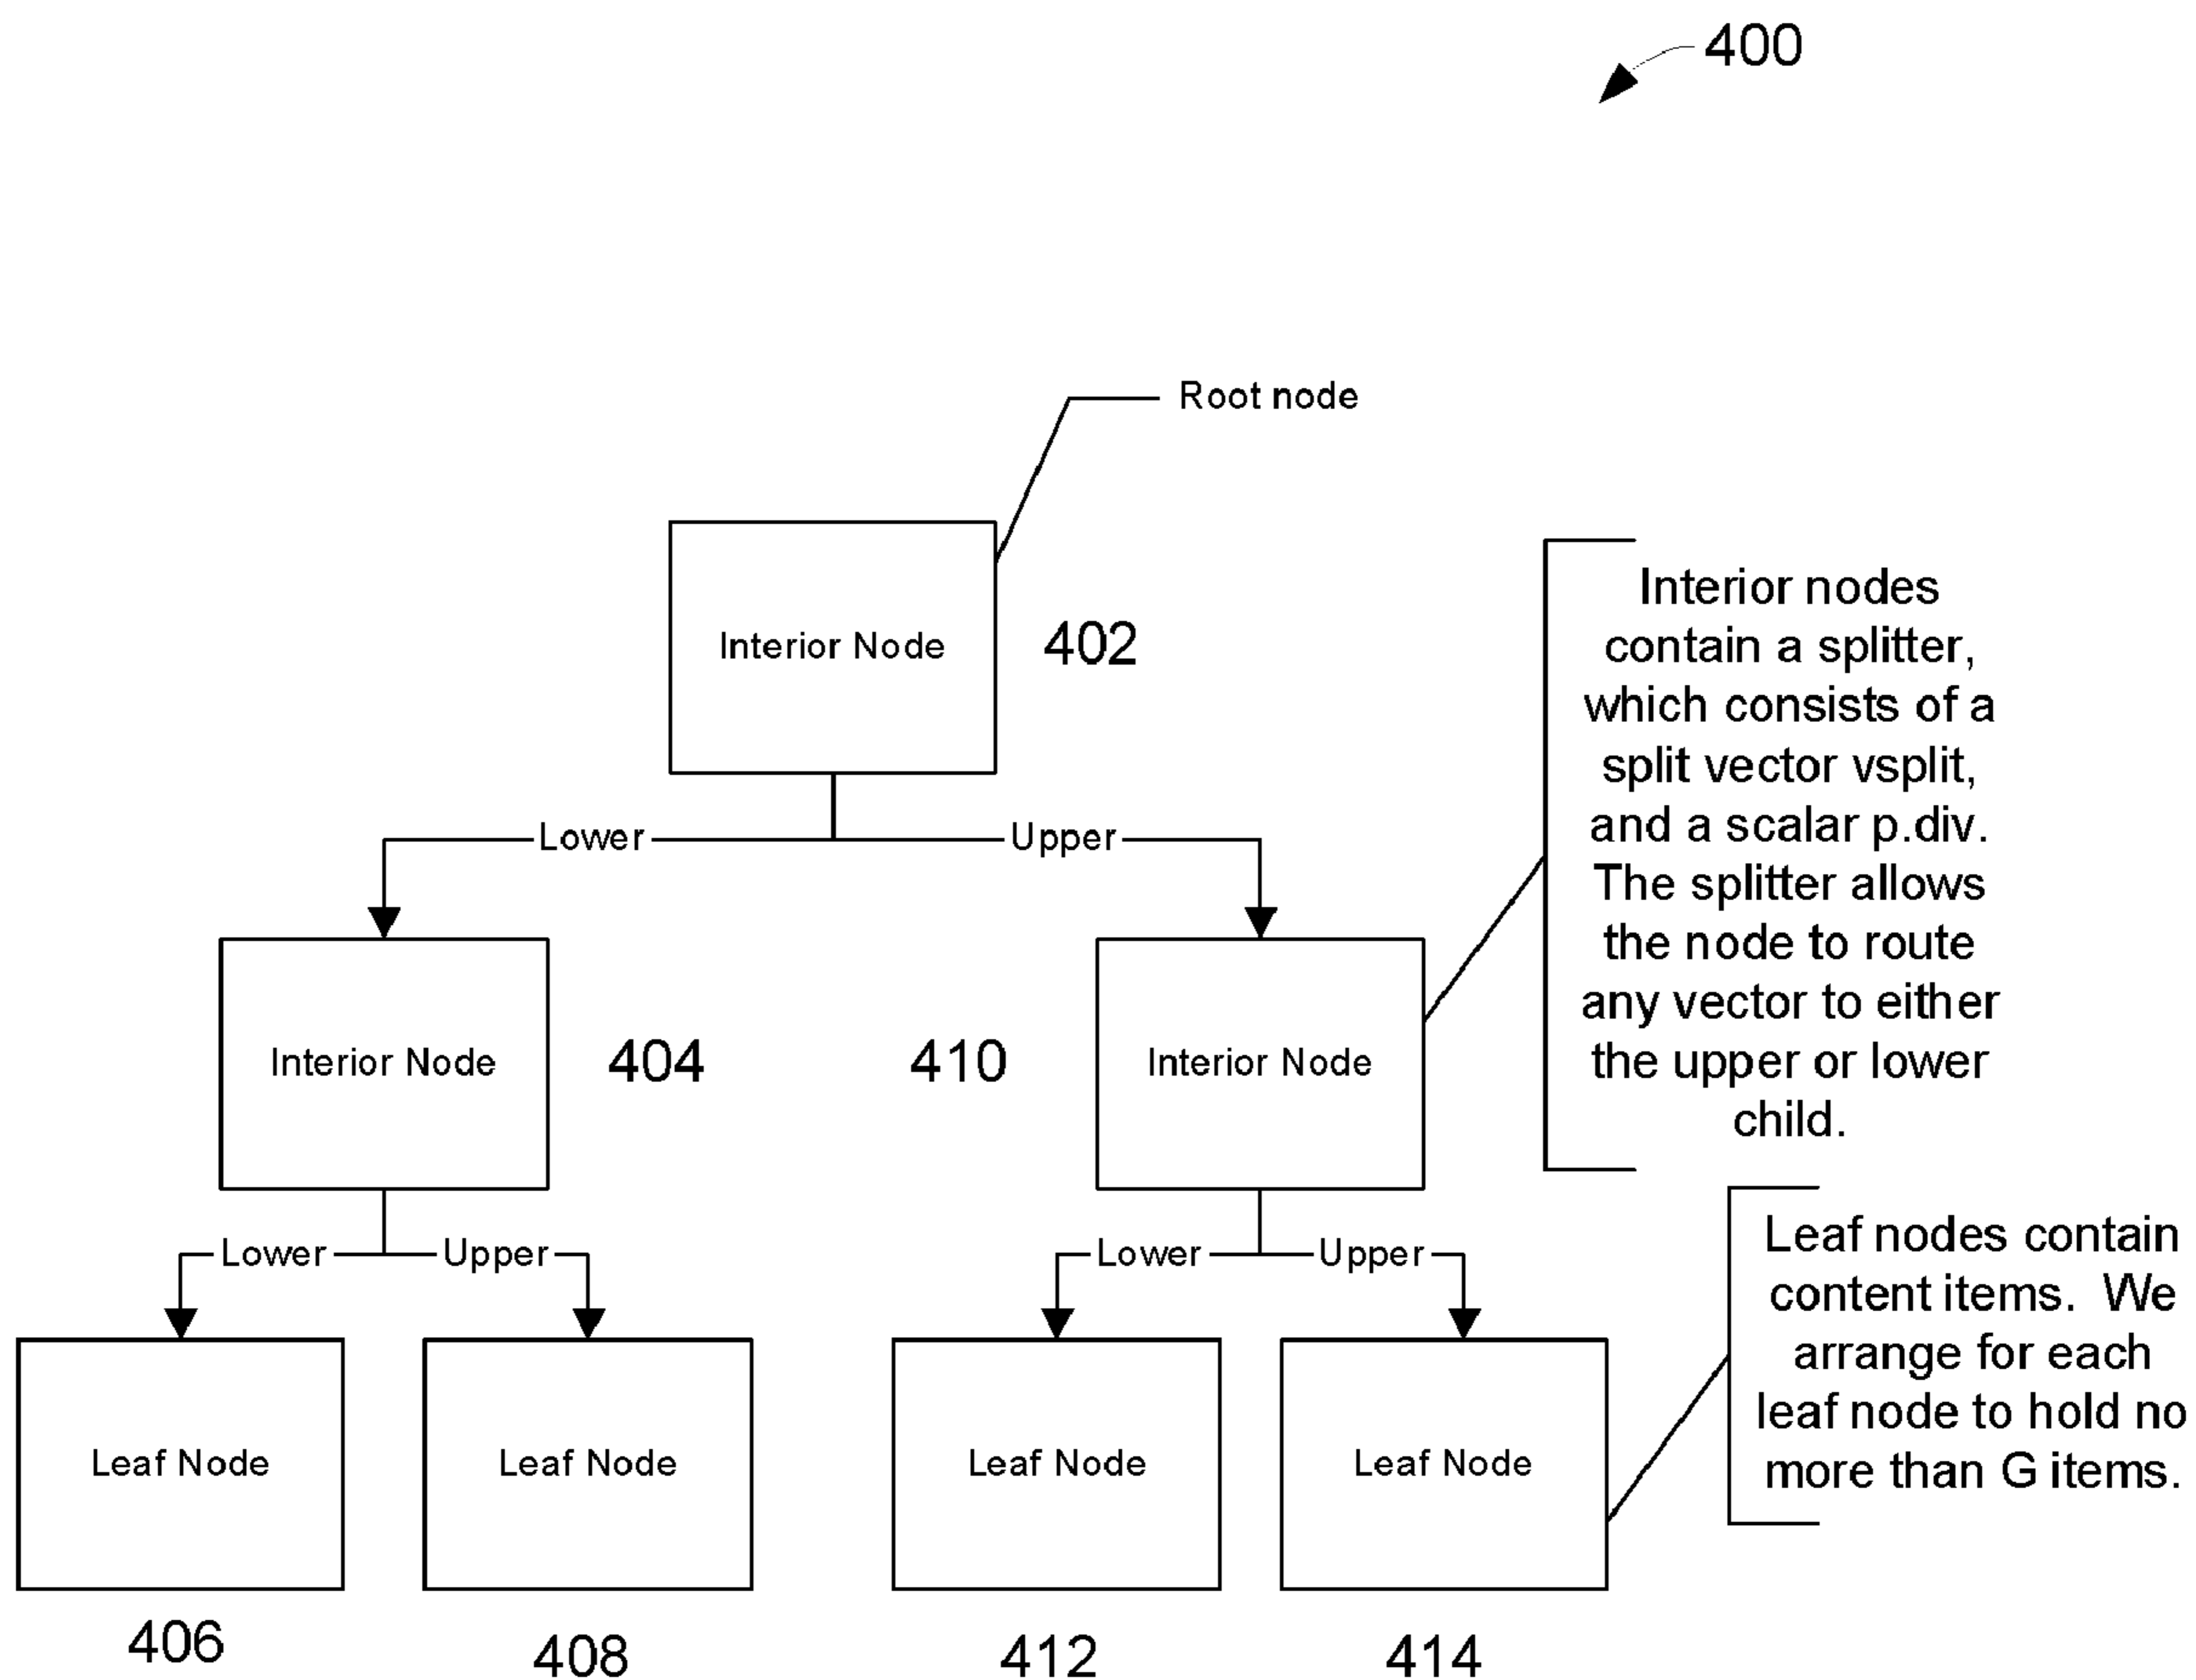 400
Root node
Interior Node
402
Interior nodes
contain a splitter,
which consists of a
split vector vsplit,
and a scalar p.div.
The splitter allows
the node to route
any vector to either
the upper or lower
child.
Lower
Upper
Interior Node
404
410
Interior Node
Lower
Upper
Lower
Upper
Leaf nodes contain
content items. We
arrange for each
leaf node to hold no
more than G items.
Leaf Node
Leaf Node
Leaf Node
Leaf Node
406
408
412
414